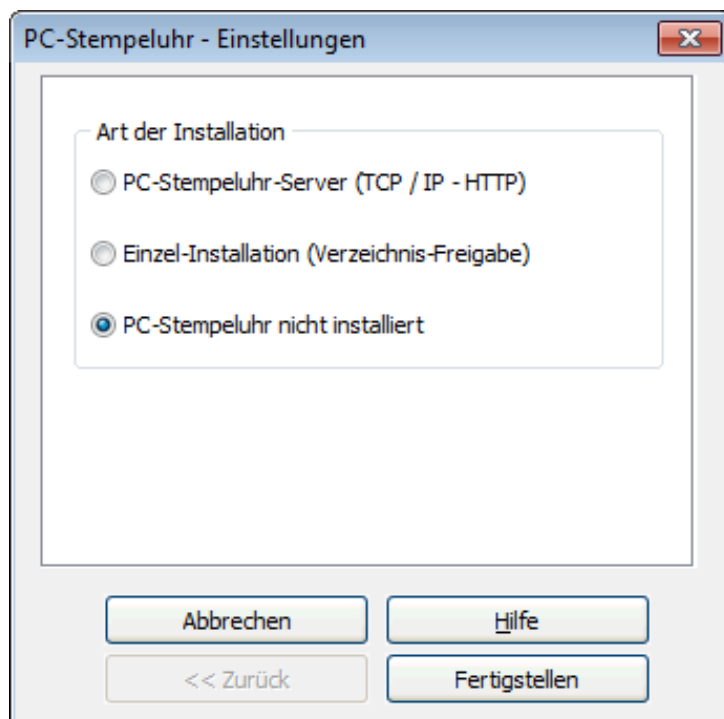 PC-Stempeluhr - Einstellungen
Art der Installation
PC-Stempeluhr-Server (TCP / IP - HTTP)
Einzel-Installation (Verzeichnis-Freigabe)
PC-Stempeluhr nicht installiert
Abbrechen
Hilfe
<< Zurück
Fertigstellen